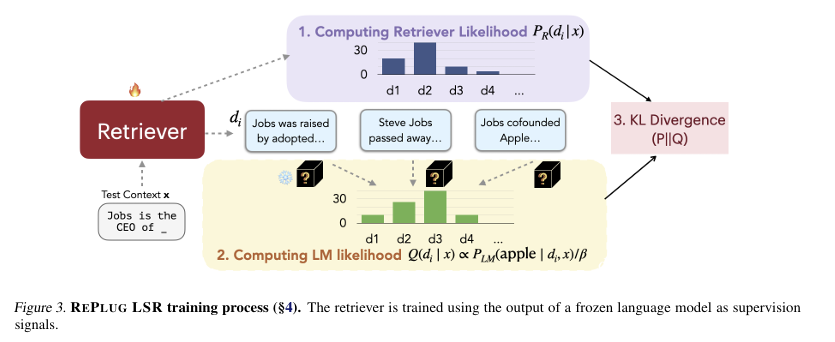 1. Computing Retriever Likelihood P_R(d_i|x)
30
0
d1 d2 d3 d4 ...
Retriever
d_i
Jobs was raised
by adopted...
Steve Jobs
passed away...
Jobs cofounded
Apple...
3. KL Divergence
(P||Q)
Test Context x
Jobs is the
CEO of _
? ? ?
30
0
d1 d2 d3 d4 ...
2. Computing LM likelihood Q(d_i | x) ∝ P_LM(apple | d_i, x)/β
Figure 3. REPLUG LSR training process (§4). The retriever is trained using the output of a frozen language model as supervision
signals.